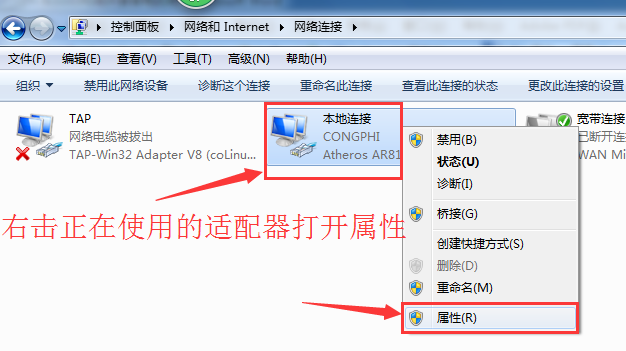 控制面板 ▸ 网络和 Internet ▸ 网络连接 ▸
文件(F) 编辑(E) 查看(V) 工具(T) 高级(N) 帮助(H)
组织 禁用此网络设备 诊断这个连接 重命名此连接 查看此连接的状态 更改此连接的设置
TAP
网络电缆被拔出
TAP-Win32 Adapter V8 (coLinu...
本地连接
CONGPHI
Atheros AR81
宽带连接
已断开连
WAN Mi
禁用(B)
状态(U)
诊断(I)
桥接(G)
创建快捷方式(S)
删除(D)
重命名(M)
属性(R)
右击正在使用的适配器打开属性